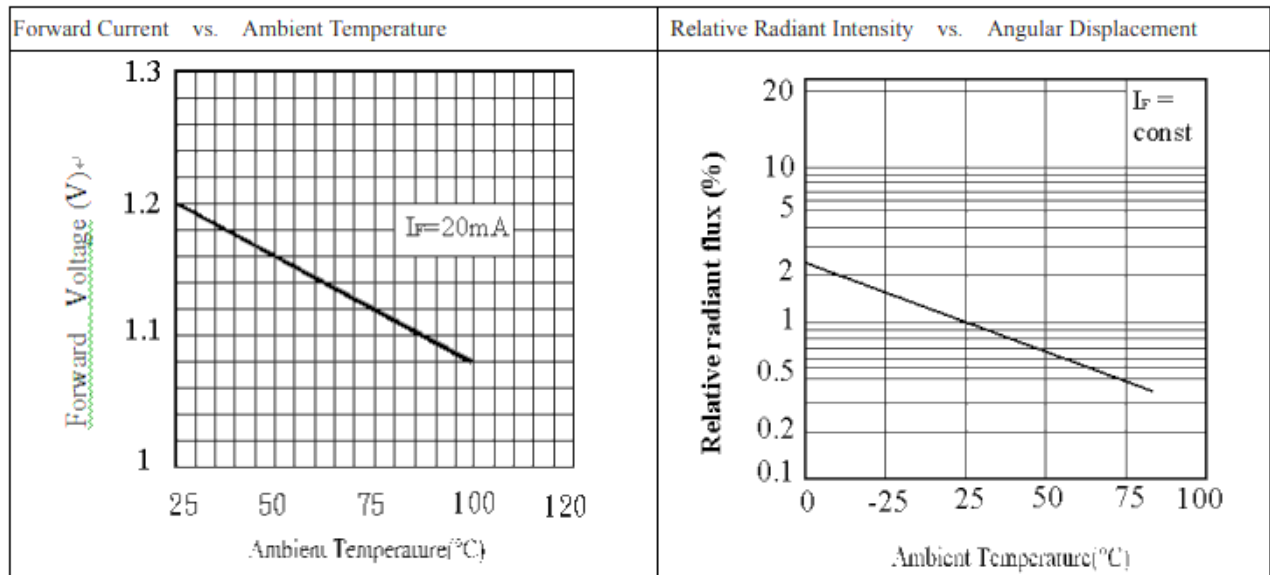 Forward Current vs. Ambient Temperature
Relative Radiant Intensity vs. Angular Displacement
1.3
1.2
1.1
1
Forward Voltage (V)↵
IF=20mA
25 50 75 100 120
Ambient Temperature(°C)
20
10
5
2
1
0.5
0.2
0.1
Relative radiant flux (%)
IF =
const
0 -25 25 50 75 100
Ambient Temperature(°C)